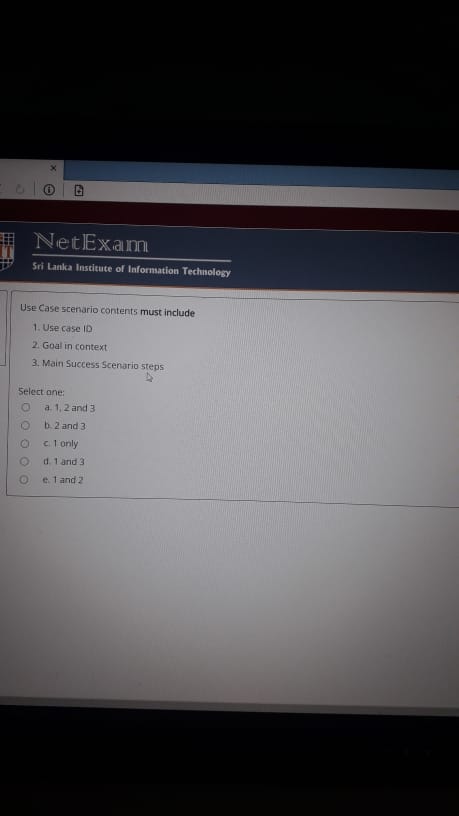 NetExam
Sri Lanka Institute of Information Technology
Use Case scenario contents must include
1. Use case ID
2. Goal in context
3. Main Success Scenario steps
Select one:
a. 1, 2 and 3
b. 2 and 3
c. 1 only
d. 1 and 3
e. 1 and 2